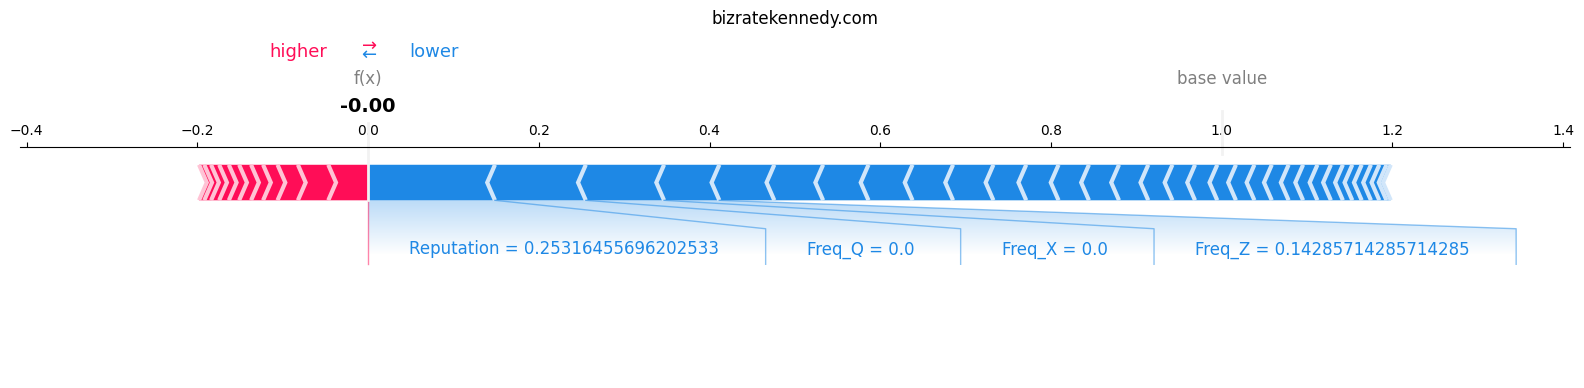 bizratekennedy.com
higher ⇄ lower
f(x) base value
-0.00
−0.4 −0.2 0.0 0.2 0.4 0.6 0.8 1.0 1.2 1.4
Reputation = 0.25316455696202533 Freq_Q = 0.0 Freq_X = 0.0 Freq_Z = 0.14285714285714285